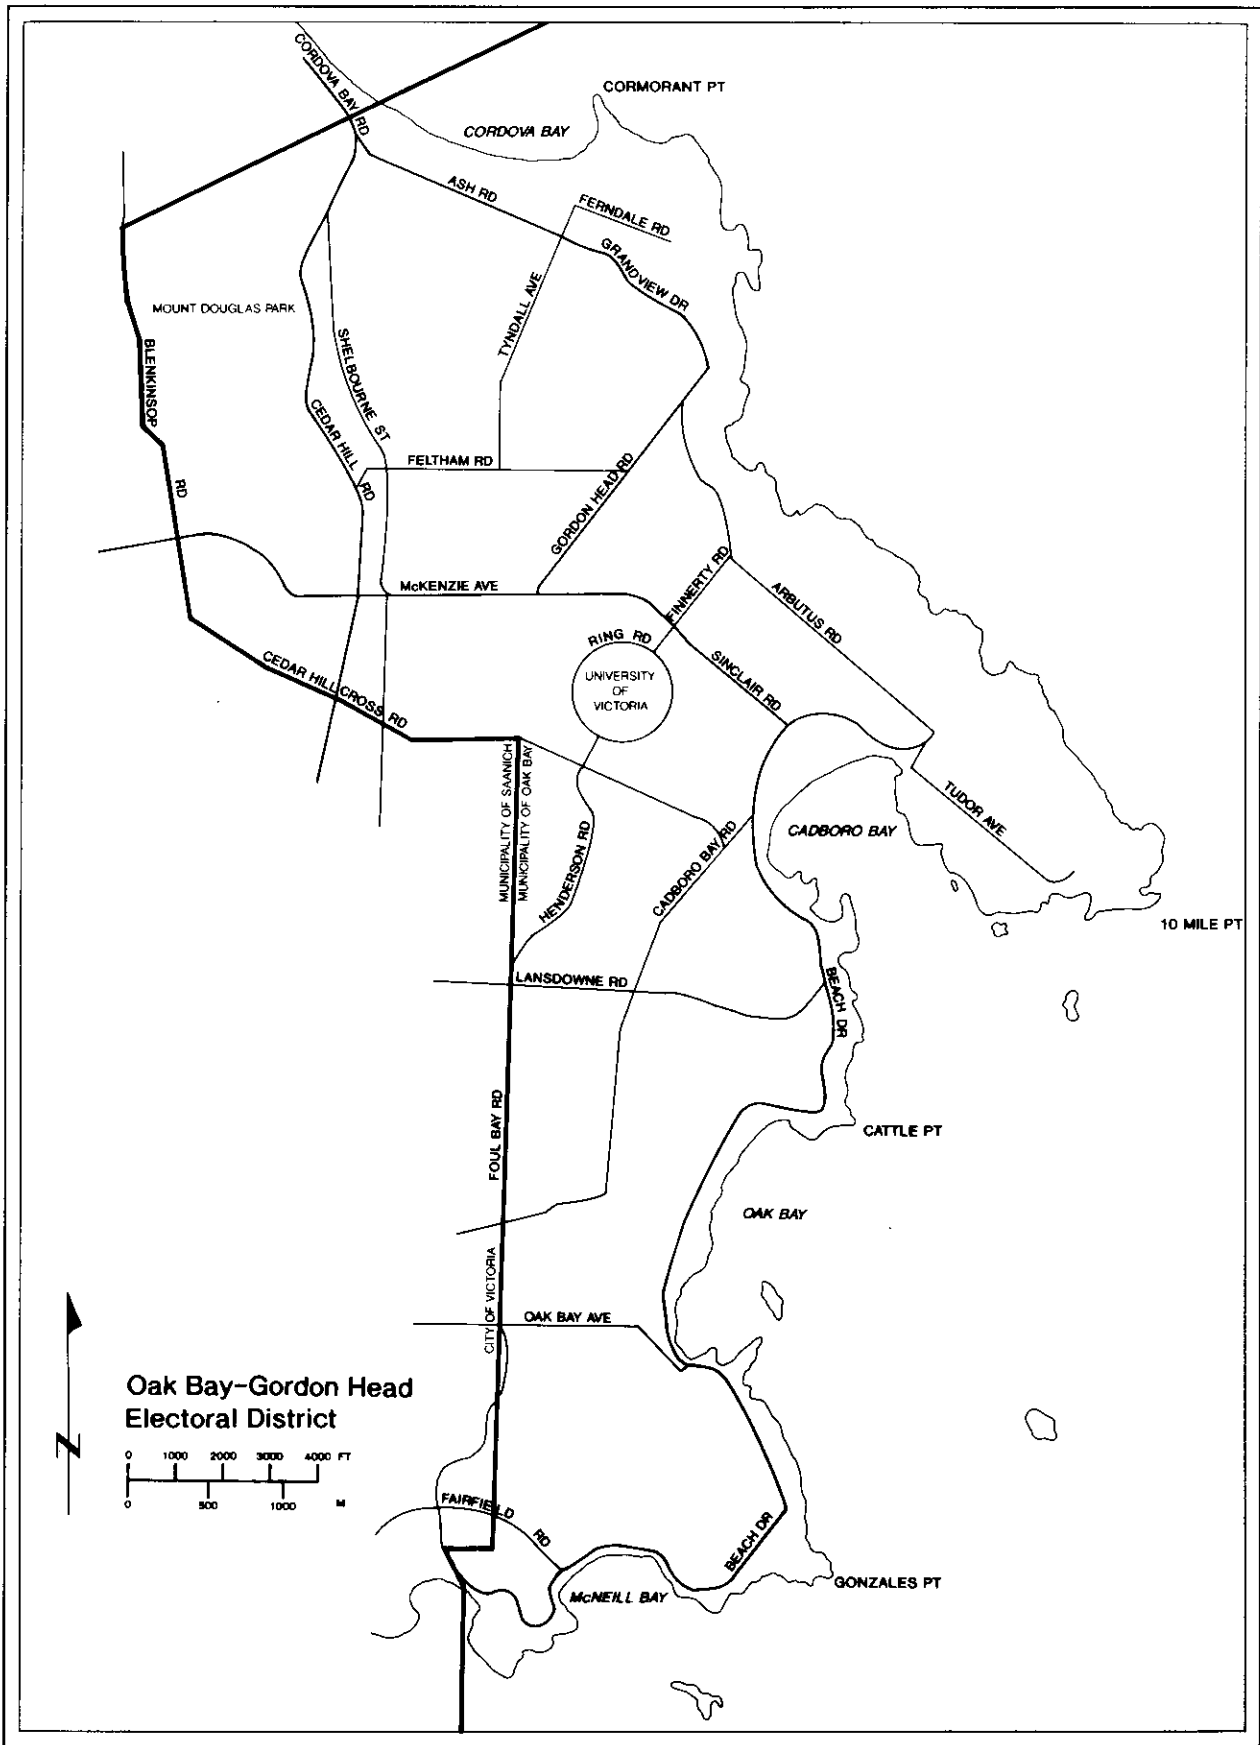 CORDOVA BAY RD
CORMORANT PT
CORDOVA BAY
ASH RD
FERNDALE RD
GRANDVIEW DR
TYNDALL AVE
MOUNT DOUGLAS PARK
SHELBOURNE ST
BLENKINSOP
RD
CEDAR HILL
RD
FELTHAM RD
GORDON HEAD RD
McKENZIE AVE
FINNERTY RD
ARBUTUS RD
RING RD
SINCLAIR RD
UNIVERSITY
OF
VICTORIA
CEDAR HILL CROSS RD
MUNICIPALITY OF SAANICH
MUNICIPALITY OF OAK BAY
HENDERSON RD
CADBORO BAY RD
CADBORO BAY
TUDOR AVE
10 MILE PT
LANSDOWNE RD
BEACH DR
FOUL BAY RD
CATTLE PT
OAK BAY
CITY OF VICTORIA
OAK BAY AVE
N
Oak Bay-Gordon Head
Electoral District
0 1000 2000 3000 4000 FT
0 500 1000 M
FAIRFIELD
RD
BEACH DR
GONZALES PT
McNEILL BAY